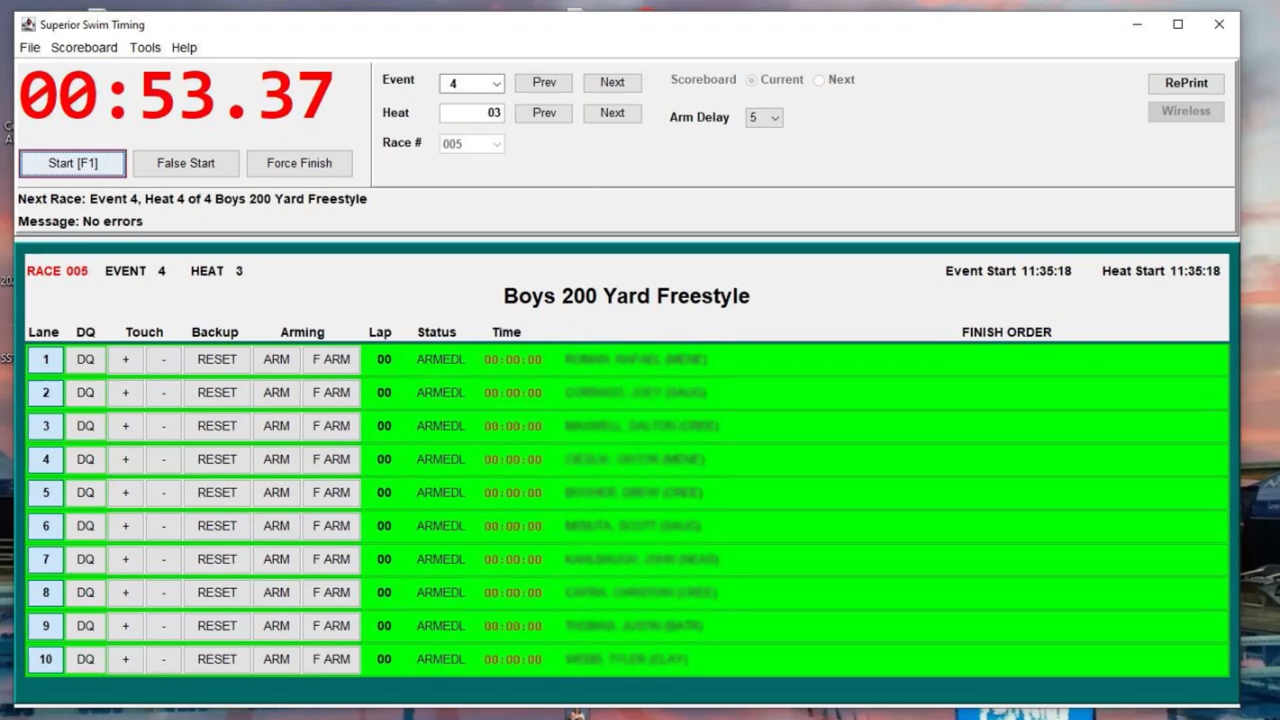 Superior Swim Timing
File Scoreboard Tools Help
00:53.37
Event 4 Prev Next Scoreboard Current Next RePrint
Heat 03 Prev Next Arm Delay 5 Wireless
Race # 005
Start [F1] False Start Force Finish
Next Race: Event 4, Heat 4 of 4 Boys 200 Yard Freestyle
Message: No errors
RACE 005 EVENT 4 HEAT 3 Event Start 11:35:18 Heat Start 11:35:18
Boys 200 Yard Freestyle
Lane DQ Touch Backup Arming Lap Status Time FINISH ORDER
1 DQ + - RESET ARM F ARM 00 ARMEDL 00:00:00
2 DQ + - RESET ARM F ARM 00 ARMEDL 00:00:00
3 DQ + - RESET ARM F ARM 00 ARMEDL 00:00:00
4 DQ + - RESET ARM F ARM 00 ARMEDL 00:00:00
5 DQ + - RESET ARM F ARM 00 ARMEDL 00:00:00
6 DQ + - RESET ARM F ARM 00 ARMEDL 00:00:00
7 DQ + - RESET ARM F ARM 00 ARMEDL 00:00:00
8 DQ + - RESET ARM F ARM 00 ARMEDL 00:00:00
9 DQ + - RESET ARM F ARM 00 ARMEDL 00:00:00
10 DQ + - RESET ARM F ARM 00 ARMEDL 00:00:00